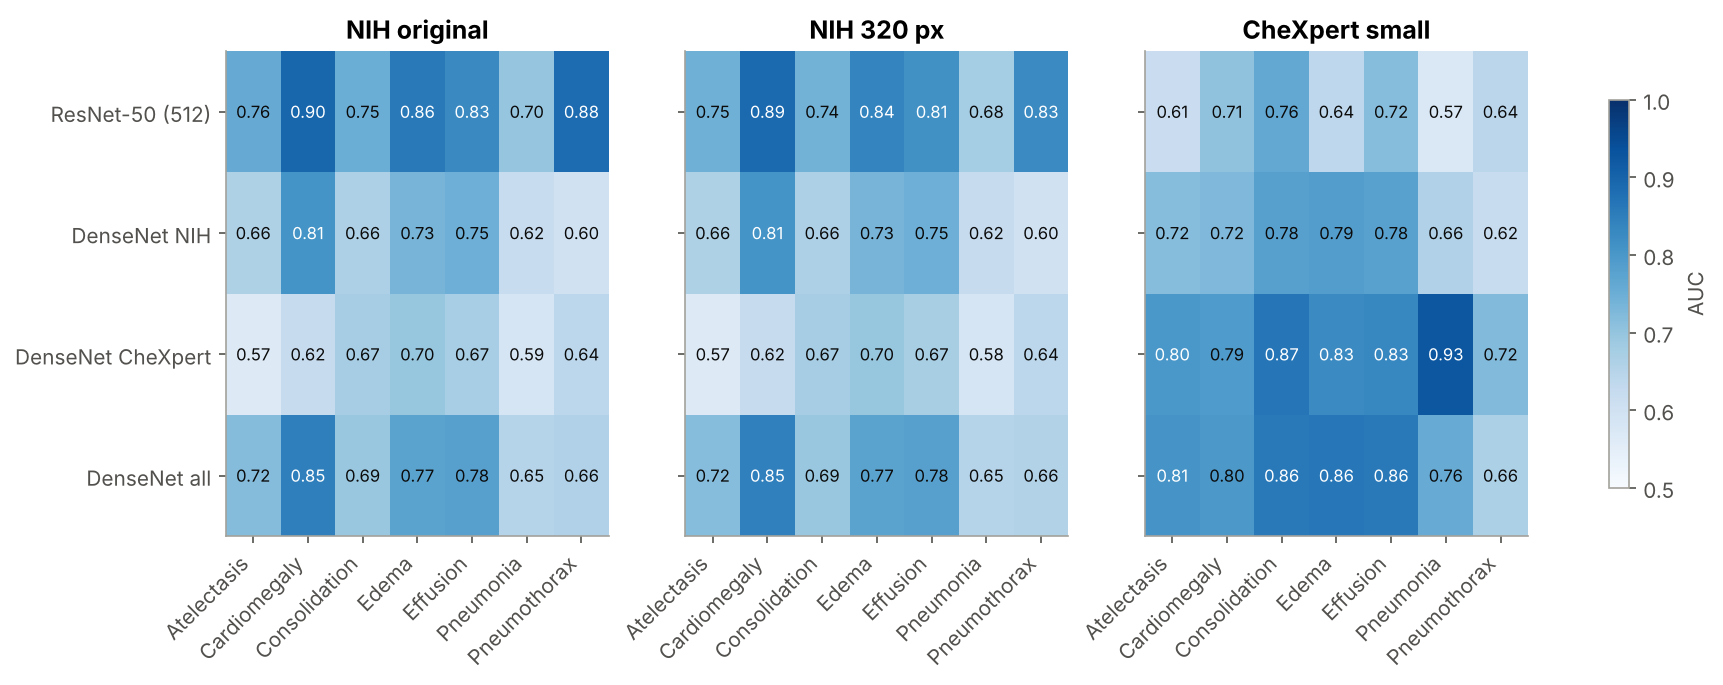 NIH original
NIH 320 px
CheXpert small
ResNet-50 (512)
0.76 0.90 0.75 0.86 0.83 0.70 0.88
0.75 0.89 0.74 0.84 0.81 0.68 0.83
0.61 0.71 0.76 0.64 0.72 0.57 0.64
DenseNet NIH
0.66 0.81 0.66 0.73 0.75 0.62 0.60
0.66 0.81 0.66 0.73 0.75 0.62 0.60
0.72 0.72 0.78 0.79 0.78 0.66 0.62
DenseNet CheXpert
0.57 0.62 0.67 0.70 0.67 0.59 0.64
0.57 0.62 0.67 0.70 0.67 0.58 0.64
0.80 0.79 0.87 0.83 0.83 0.93 0.72
DenseNet all
0.72 0.85 0.69 0.77 0.78 0.65 0.66
0.72 0.85 0.69 0.77 0.78 0.65 0.66
0.81 0.80 0.86 0.86 0.86 0.76 0.66
Atelectasis
Cardiomegaly
Consolidation
Edema
Effusion
Pneumonia
Pneumothorax
Atelectasis
Cardiomegaly
Consolidation
Edema
Effusion
Pneumonia
Pneumothorax
Atelectasis
Cardiomegaly
Consolidation
Edema
Effusion
Pneumonia
Pneumothorax
1.0
0.9
0.8
0.7
0.6
0.5
AUC